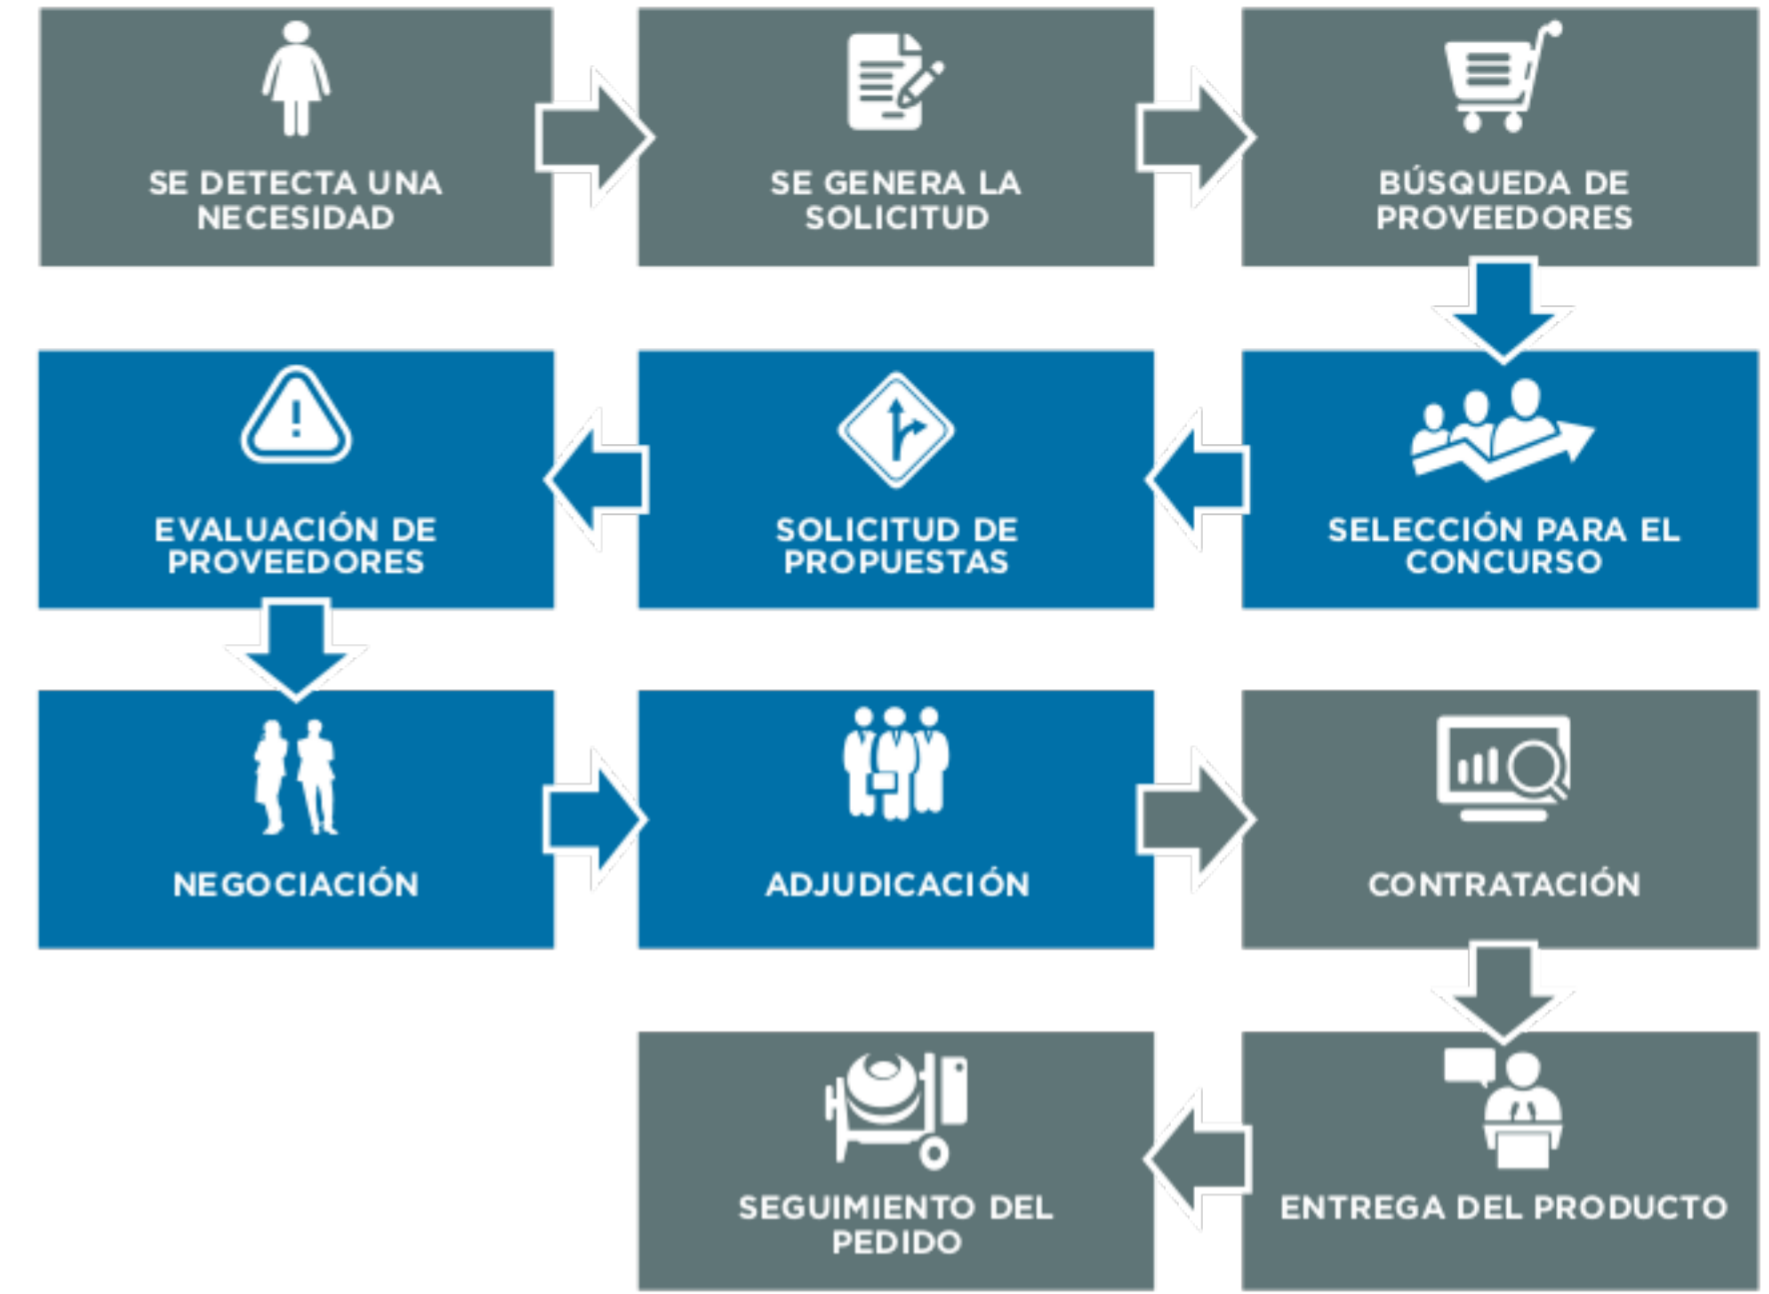 SE DETECTA UNA
NECESIDAD
SE GENERA LA
SOLICITUD
BÚSQUEDA DE
PROVEEDORES
SELECCIÓN PARA EL
CONCURSO
SOLICITUD DE
PROPUESTAS
EVALUACIÓN DE
PROVEEDORES
NEGOCIACIÓN
ADJUDICACIÓN
CONTRATACIÓN
ENTREGA DEL PRODUCTO
SEGUIMIENTO DEL
PEDIDO